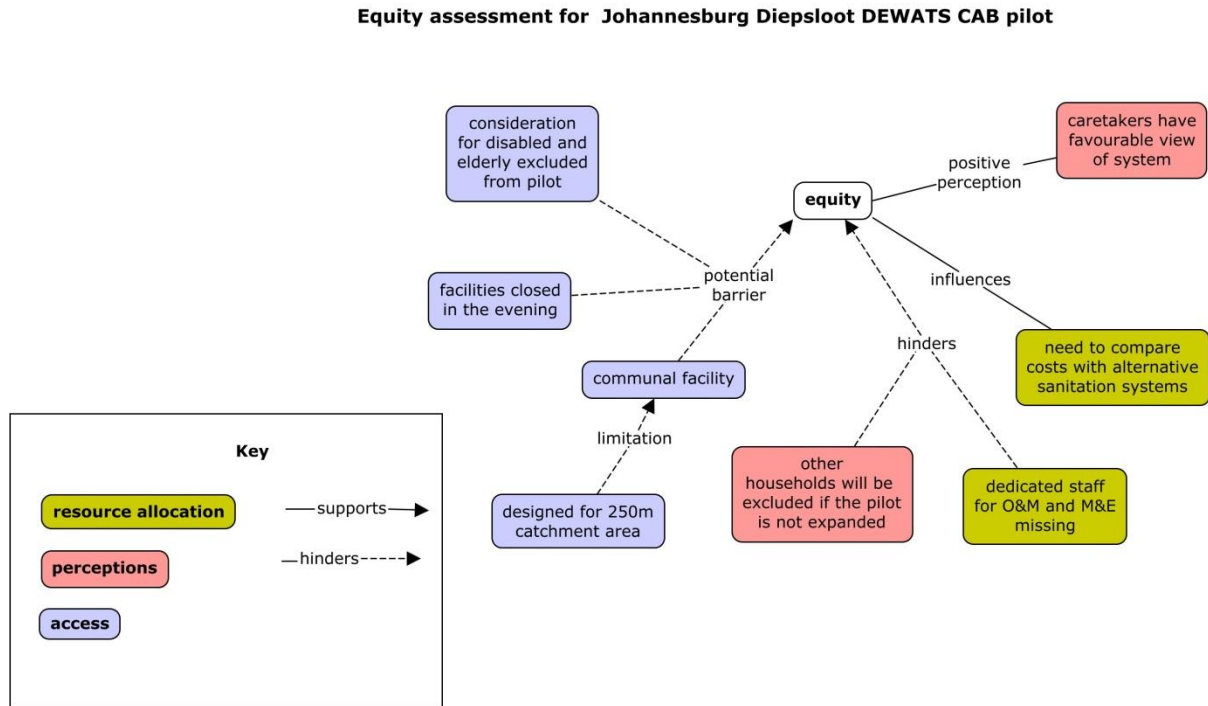 Equity assessment for Johannesburg Diepsloot DEWATS CAB pilot
consideration
for disabled and
elderly excluded
from pilot
caretakers have
favourable view
of system
positive
perception
equity
facilities closed
in the evening
potential
barrier
influences
communal facility
hinders
need to compare
costs with alternative
sanitation systems
limitation
designed for 250m
catchment area
other
households will be
excluded if the pilot
is not expanded
dedicated staff
for O&M and M&E
missing
Key
resource allocation
supports
perceptions
hinders
access